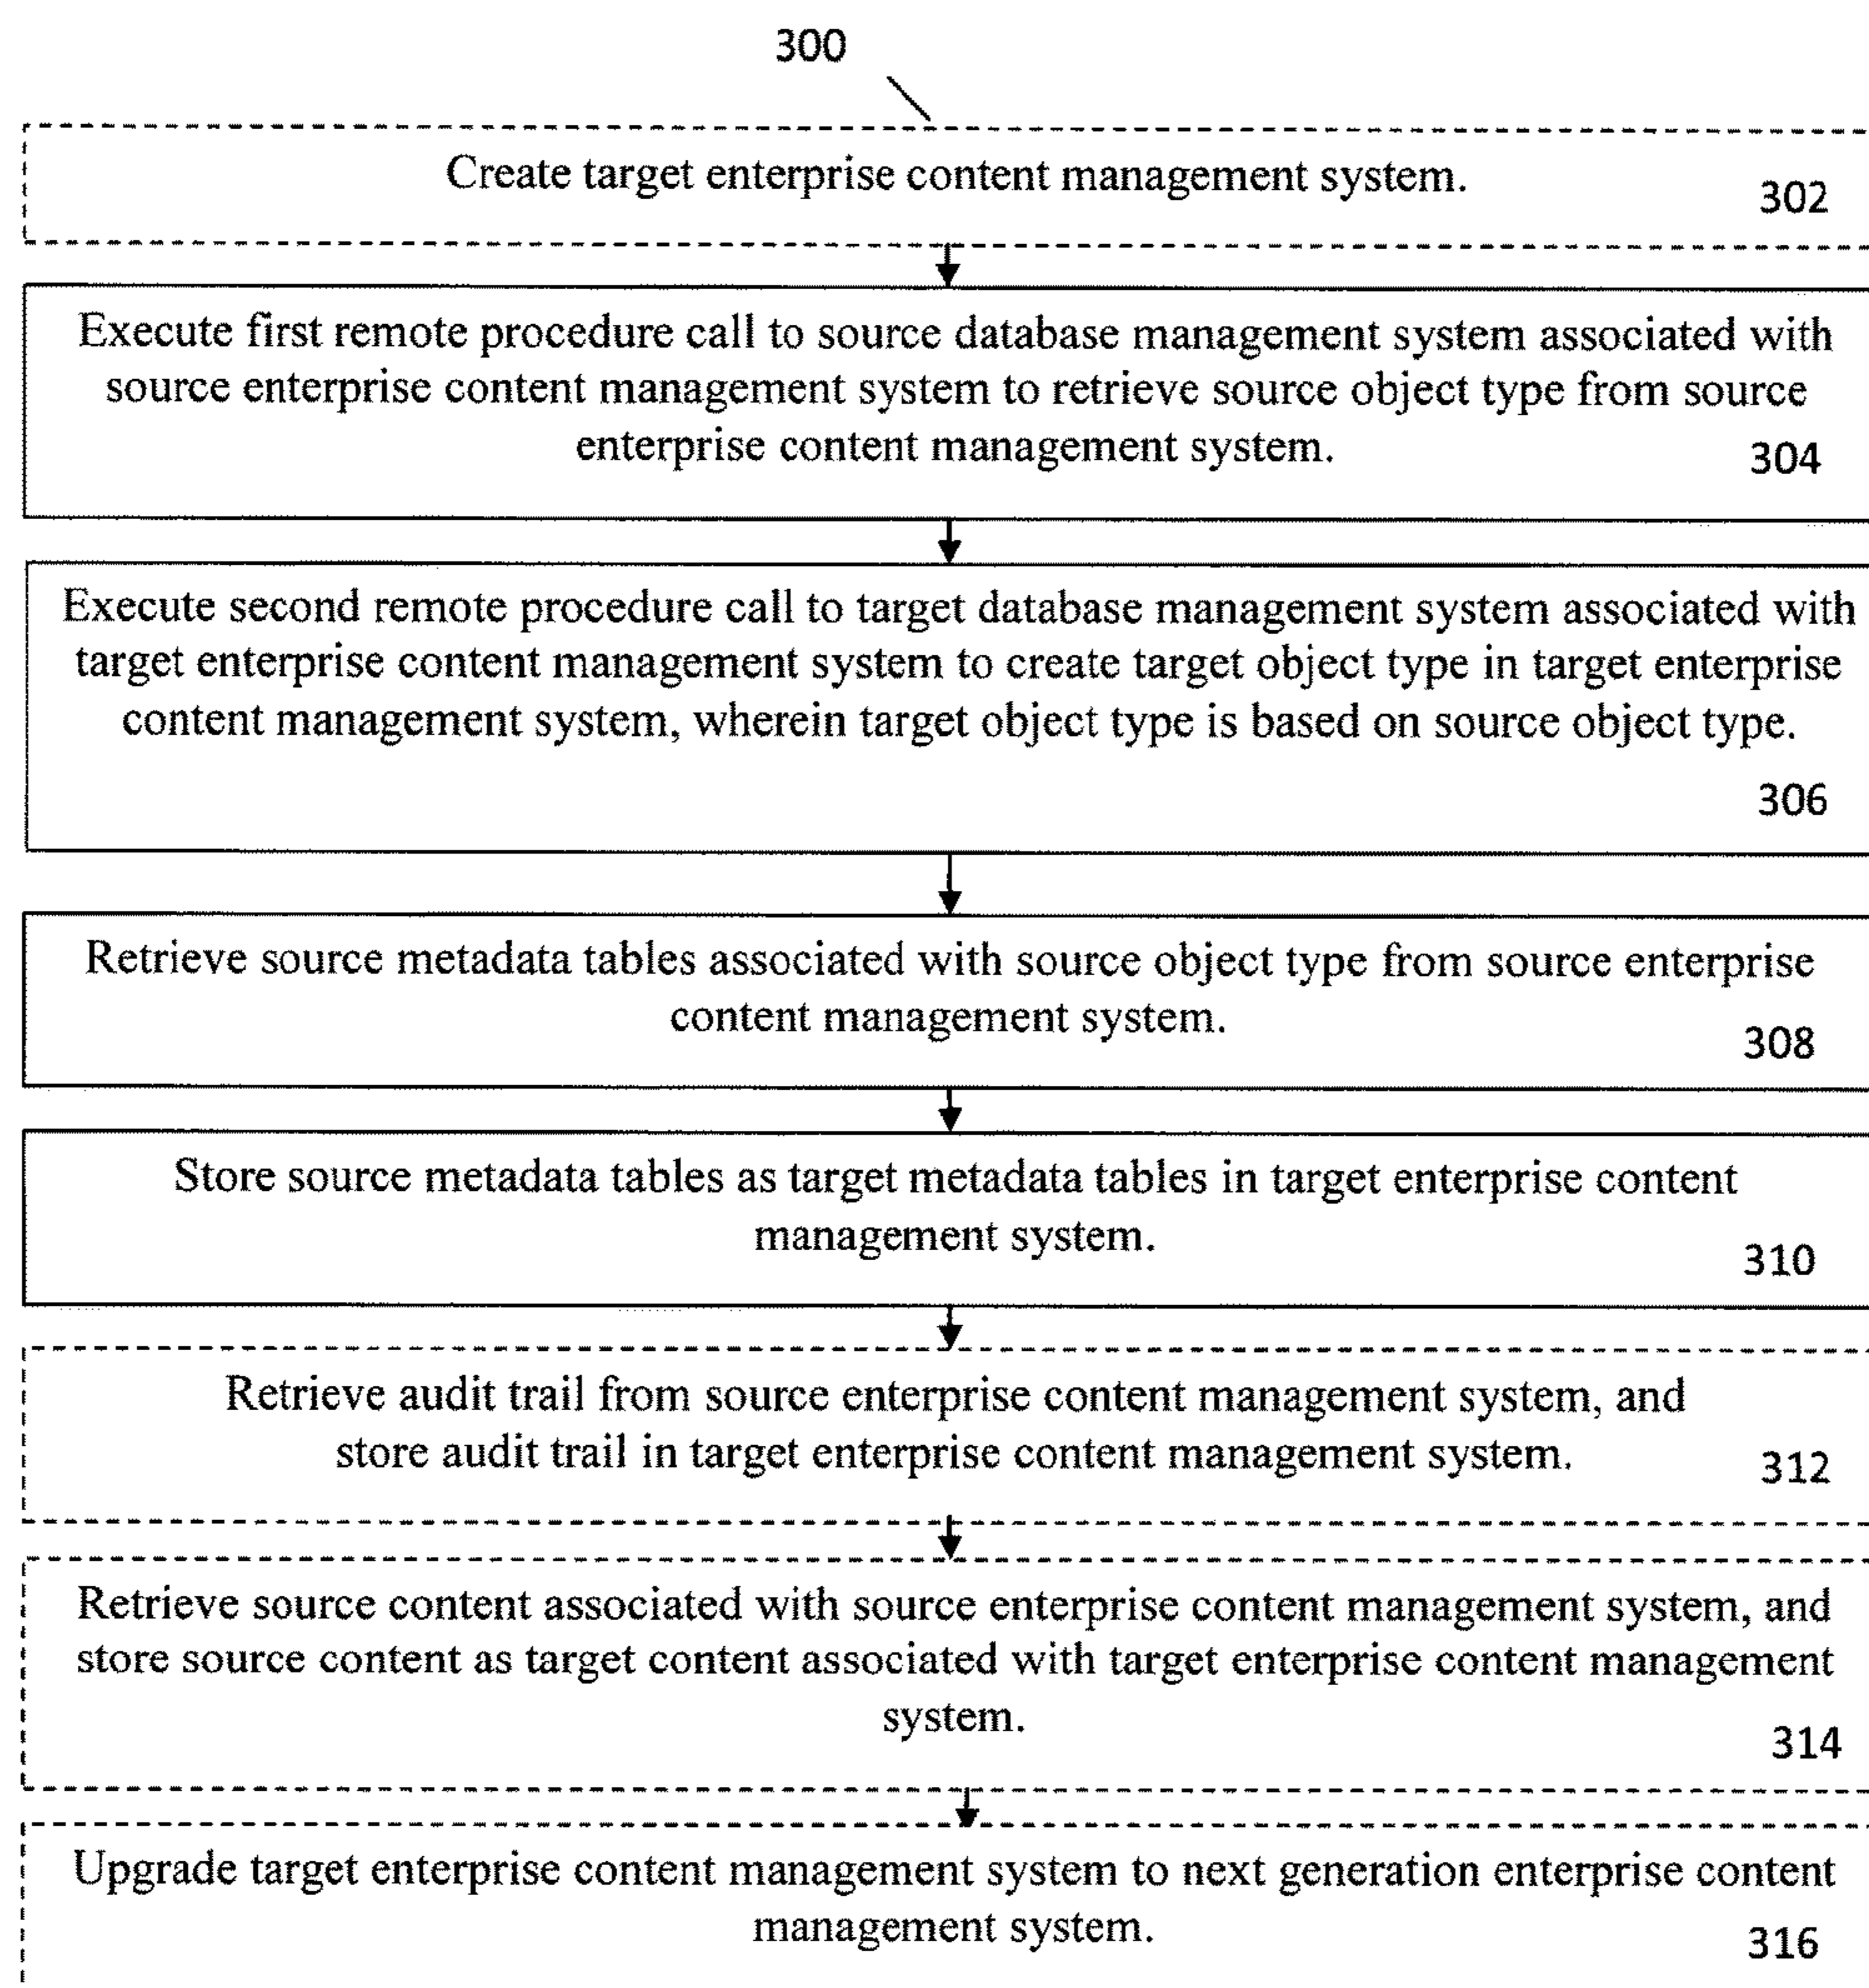 300
Create target enterprise content management system.
302
Execute first remote procedure call to source database management system associated with
source enterprise content management system to retrieve source object type from source
enterprise content management system.
304
Execute second remote procedure call to target database management system associated with
target enterprise content management system to create target object type in target enterprise
content management system, wherein target object type is based on source object type.
306
Retrieve source metadata tables associated with source object type from source enterprise
content management system.
308
Store source metadata tables as target metadata tables in target enterprise content
management system.
310
Retrieve audit trail from source enterprise content management system, and
store audit trail in target enterprise content management system.
312
Retrieve source content associated with source enterprise content management system, and
store source content as target content associated with target enterprise content management
system.
314
Upgrade target enterprise content management system to next generation enterprise content
management system.
316